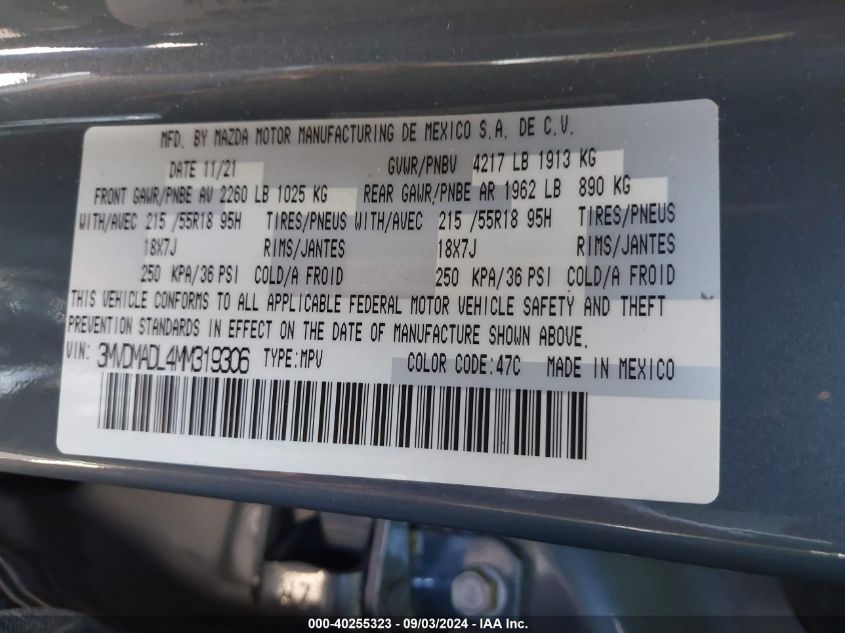 MFD. BY MAZDA MOTOR MANUFACTURING DE MEXICO S.A. DE C.V.
DATE 11/21 GVWR/PNBV 4217 LB 1913 KG
FRONT GAWR/PNBE AV 2260 LB 1025 KG REAR GAWR/PNBE AR 1962 LB 890 KG
WITH/AVEC 215 /55R18 95H TIRES/PNEUS WITH/AVEC 215 /55R18 95H TIRES/PNEUS
18X7J RIMS/JANTES 18X7J RIMS/JANTES
250 KPA/36 PSI COLD/A FROID 250 KPA/36 PSI COLD/A FROID
THIS VEHICLE CONFORMS TO ALL APPLICABLE FEDERAL MOTOR VEHICLE SAFETY AND THEFT
PREVENTION STANDARDS IN EFFECT ON THE DATE OF MANUFACTURE SHOWN ABOVE.
VIN: 3MVDMADL4MM319306 TYPE:MPV COLOR CODE:47C MADE IN MEXICO
000-40255323 - 09/03/2024 - IAA Inc.